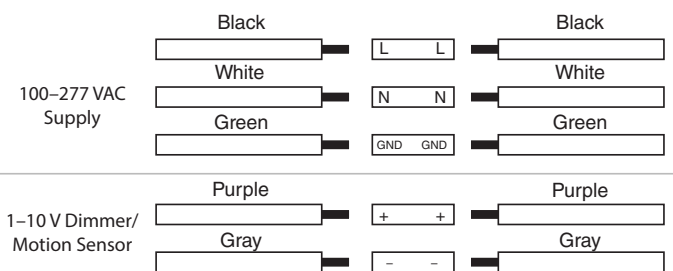 Black Black
L L
White White
100–277 VAC
Supply
N N
Green Green
GND GND
Purple Purple
1–10 V Dimmer/
Motion Sensor
+ +
Gray Gray
– –